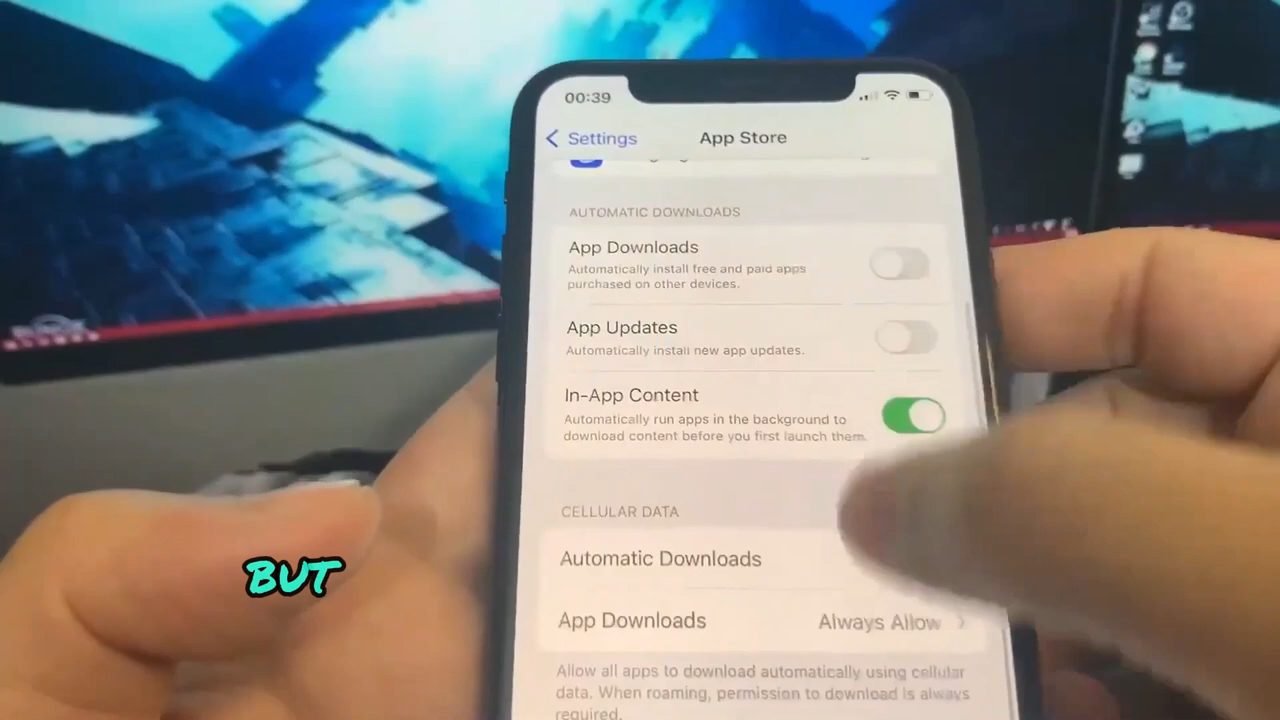 00:39
Settings
App Store
AUTOMATIC DOWNLOADS
App Downloads
Automatically install free and paid apps
purchased on other devices.
App Updates
Automatically install new app updates.
In-App Content
Automatically run apps in the background to
download content before you first launch them.
CELLULAR DATA
Automatic Downloads
App Downloads
Always Allow
Allow all apps to download automatically using cellular
data. When roaming, permission to download is always
required.
BUT